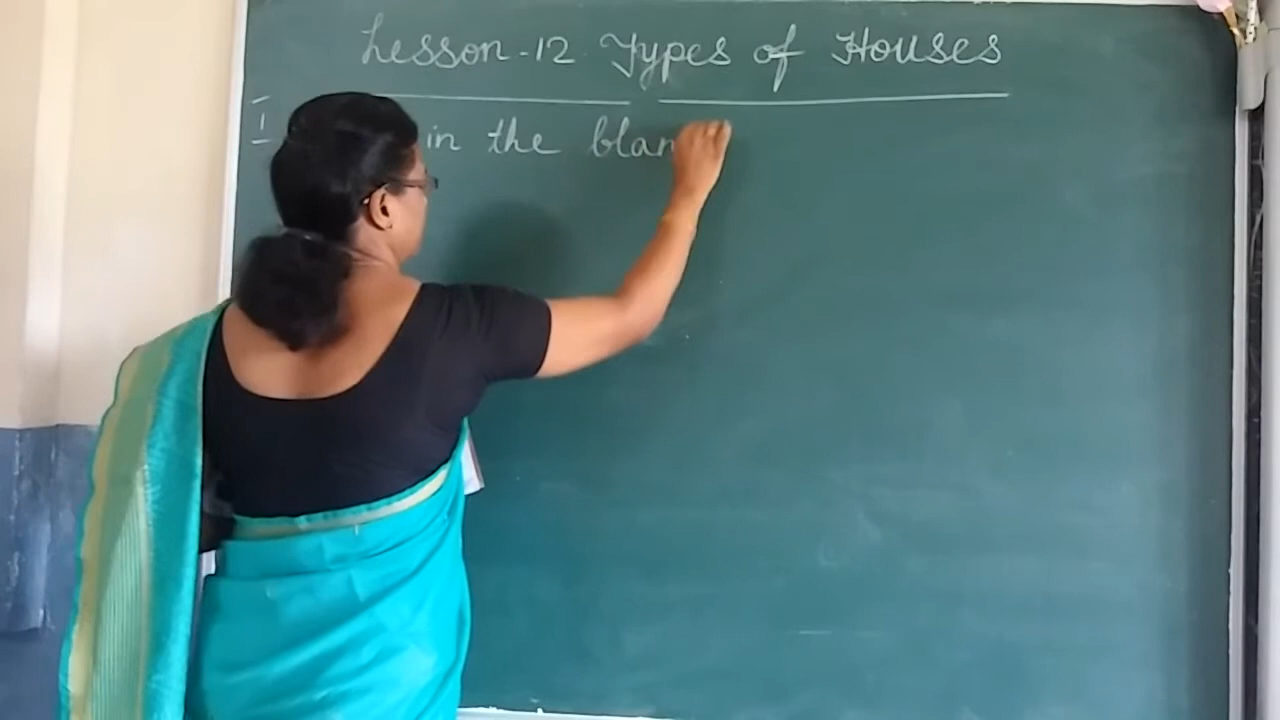 Lesson-12 Types of Houses
I in the blan